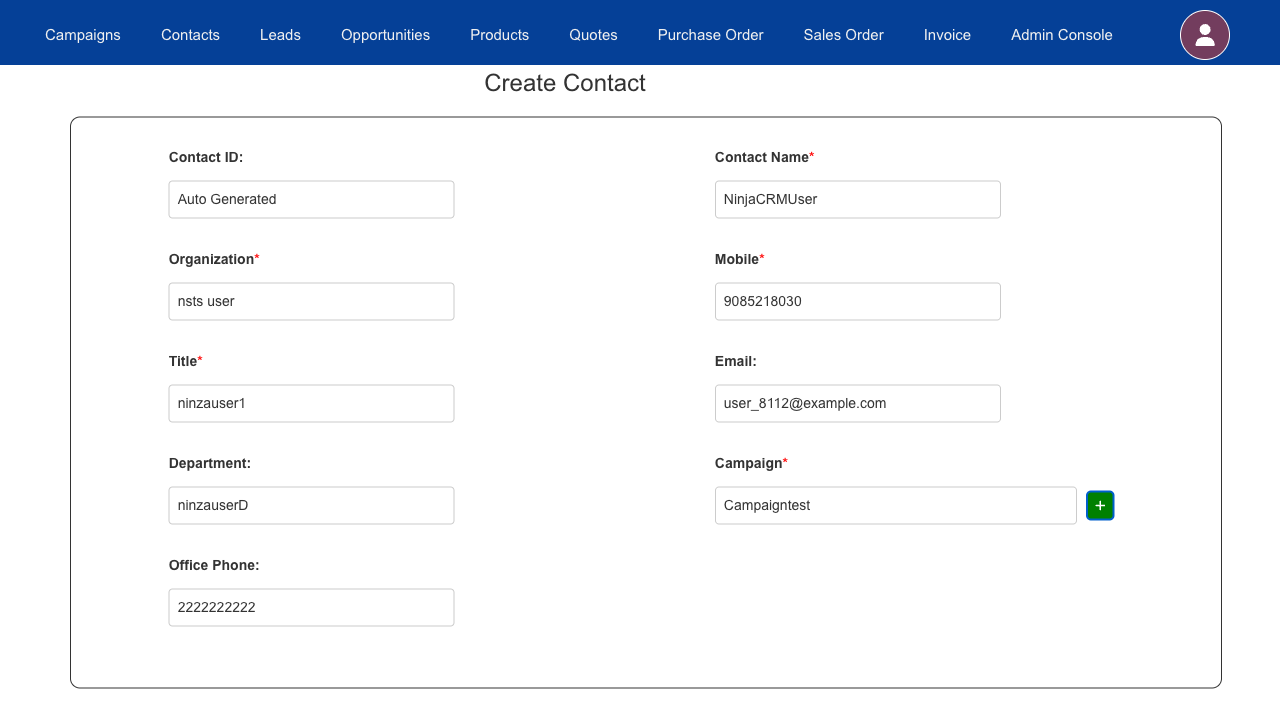 Campaigns Contacts Leads Opportunities Products Quotes Purchase Order Sales Order Invoice Admin Console
Create Contact
Contact ID:
Auto Generated
Contact Name*
NinjaCRMUser
Organization*
nsts user
Mobile*
9085218030
Title*
ninzauser1
Email:
user_8112@example.com
Department:
ninzauserD
Campaign*
Campaigntest
+
Office Phone:
2222222222